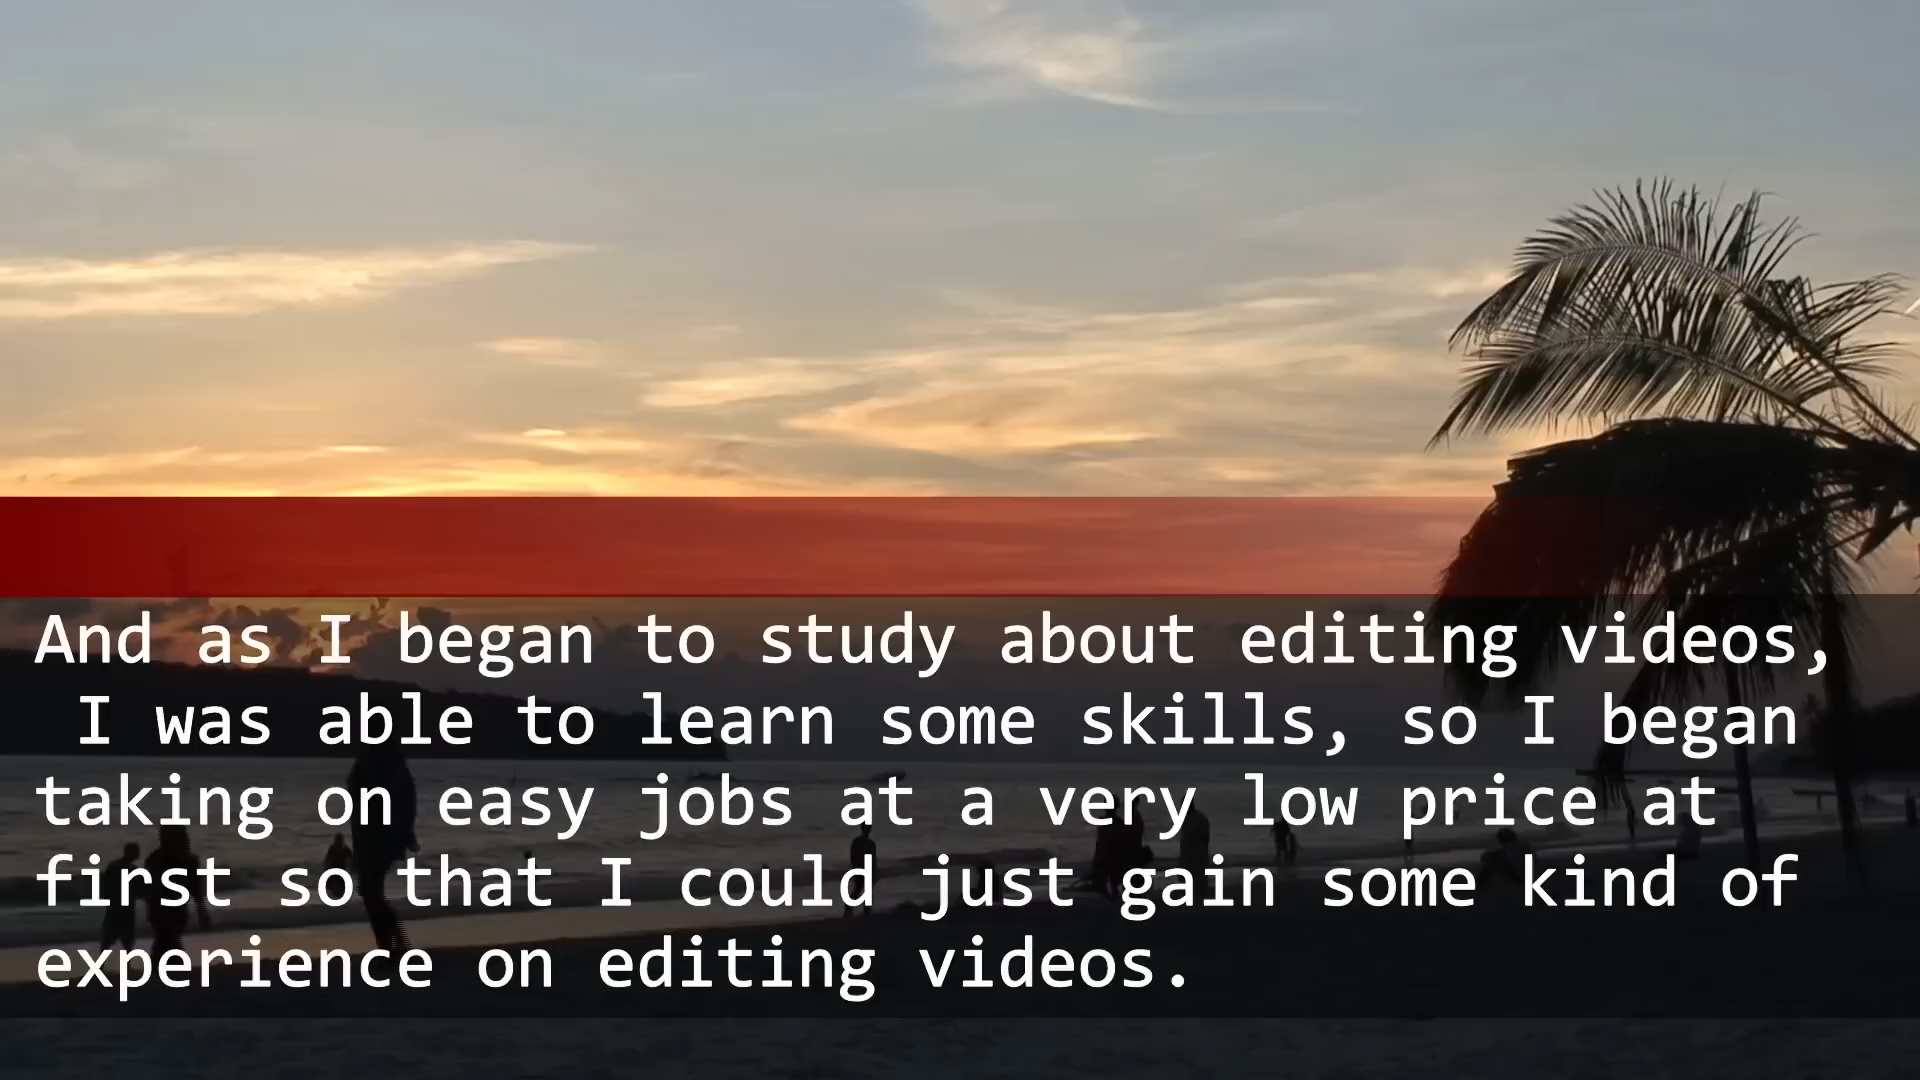 And as I began to study about editing videos,
I was able to learn some skills, so I began
taking on easy jobs at a very low price at
first so that I could just gain some kind of
experience on editing videos.